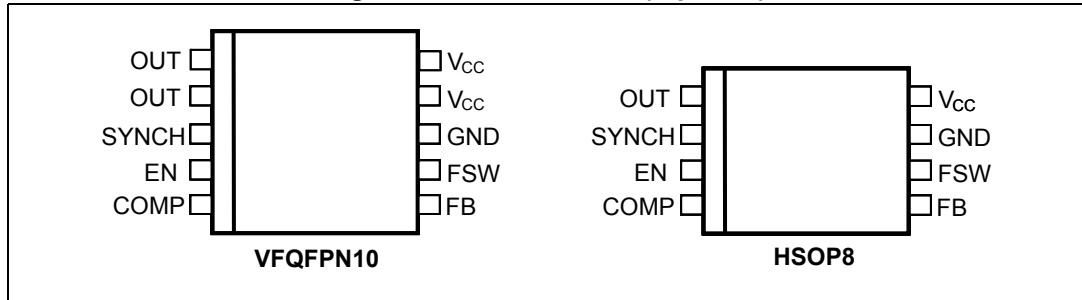 OUT
OUT
SYNCH
EN
COMP
VCC
VCC
GND
FSW
FB
VFQFPN10
OUT
SYNCH
EN
COMP
VCC
GND
FSW
FB
HSOP8